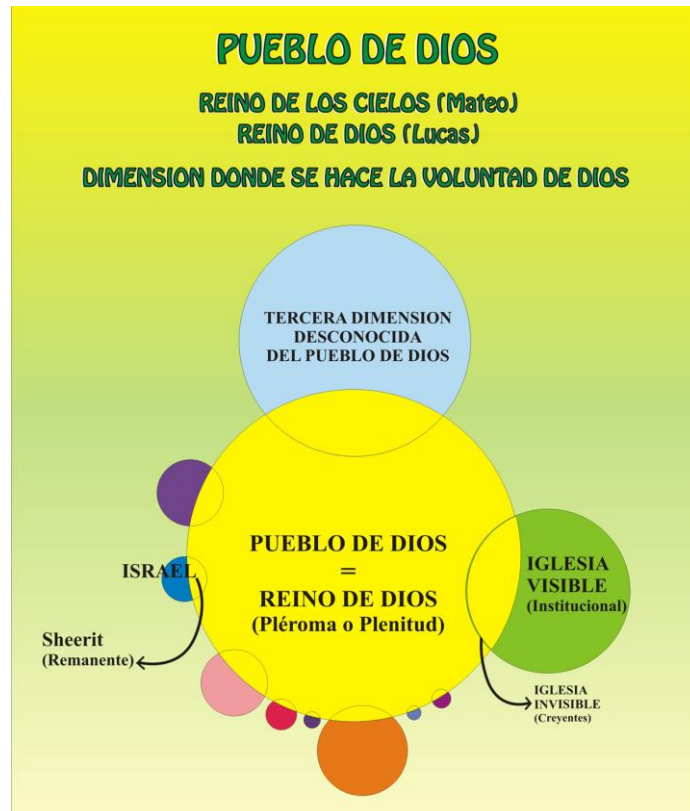 PUEBLO DE DIOS
REINO DE LOS CIELOS (Mateo)
REINO DE DIOS (Lucas)
DIMENSION DONDE SE HACE LA VOLUNTAD DE DIOS
TERCERA DIMENSION
DESCONOCIDA
DEL PUEBLO DE DIOS
PUEBLO DE DIOS
=
REINO DE DIOS
(Pléroma o Plenitud)
ISRAEL
Sheerit
(Remanente)
IGLESIA
VISIBLE
(Institucional)
IGLESIA
INVISIBLE
(Creyentes)